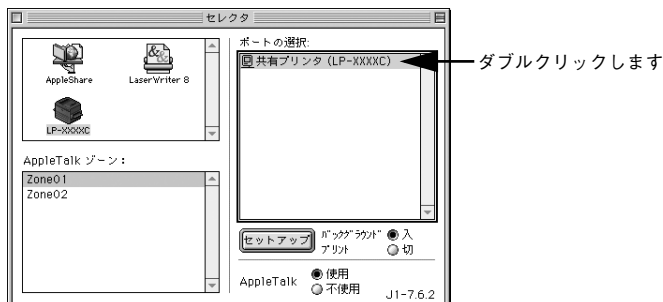 セレクタ
AppleShare
LaserWriter 8
LP-XXXXC
ポートの選択:
共有プリンタ (LP-XXXXC)
ダブルクリックします
AppleTalk ゾーン:
Zone01
Zone02
セットアップ
バックグラウンド
プリント
入
切
AppleTalk
使用
不使用
J1-7.6.2